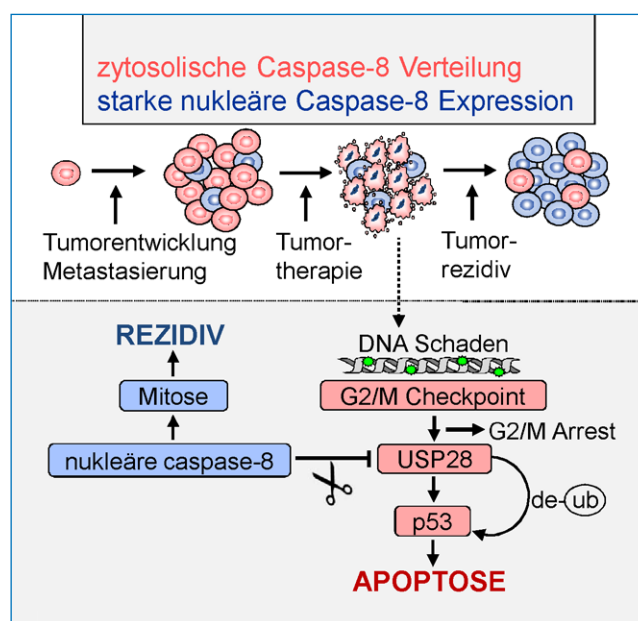 zytosolische Caspase-8 Verteilung
starke nukleäre Caspase-8 Expression
Tumorentwicklung
Metastasierung
Tumor-
therapie
Tumor-
rezidiv
REZIDIV
Mitose
nukleäre caspase-8
DNA Schaden
G2/M Checkpoint
G2/M Arrest
USP28
de-ub
p53
APOPTOSE